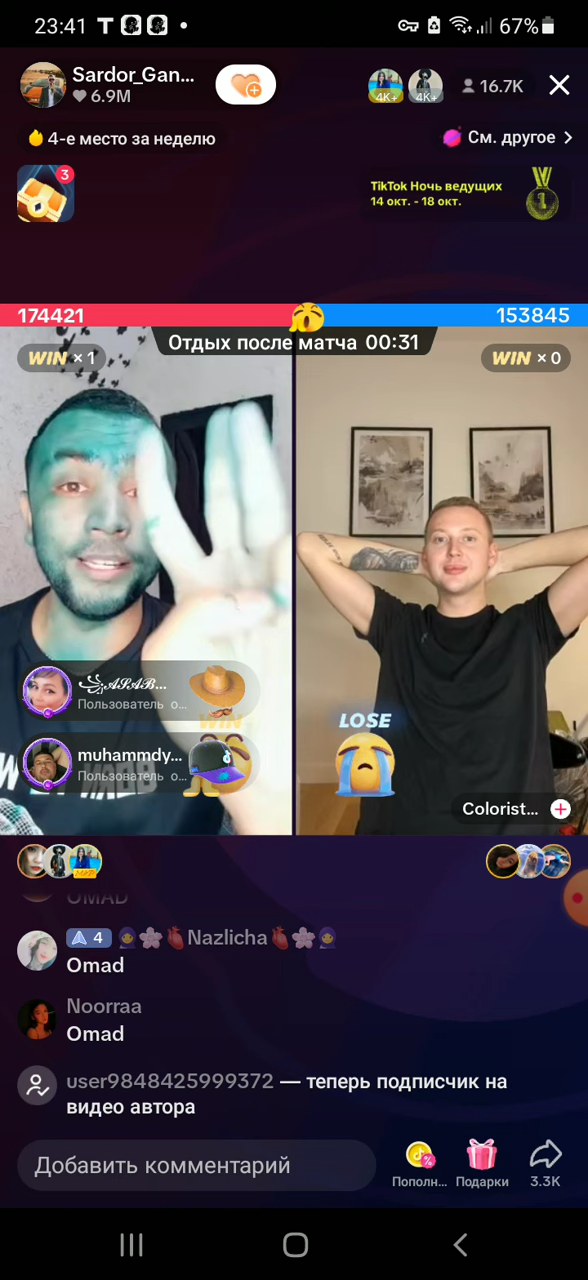 23:41
67%
Sardor_Gan...
6.9M
4K+
4K+
16.7K
4-е место за неделю
См. другое
3
TikTok Ночь ведущих
14 окт. - 18 окт.
174421
153845
Отдых после матча 00:31
WIN × 1
WIN × 0
𝒜𝒮𝒜ℬ...
Пользователь о...
WIN
muhammdy...
Пользователь о...
LOSE
Colorist...
OMAD
4 Nazlicha
Omad
Noorraa
Omad
user9848425999372 — теперь подписчик на
видео автора
Добавить комментарий
Пополн...
Подарки
3.3K